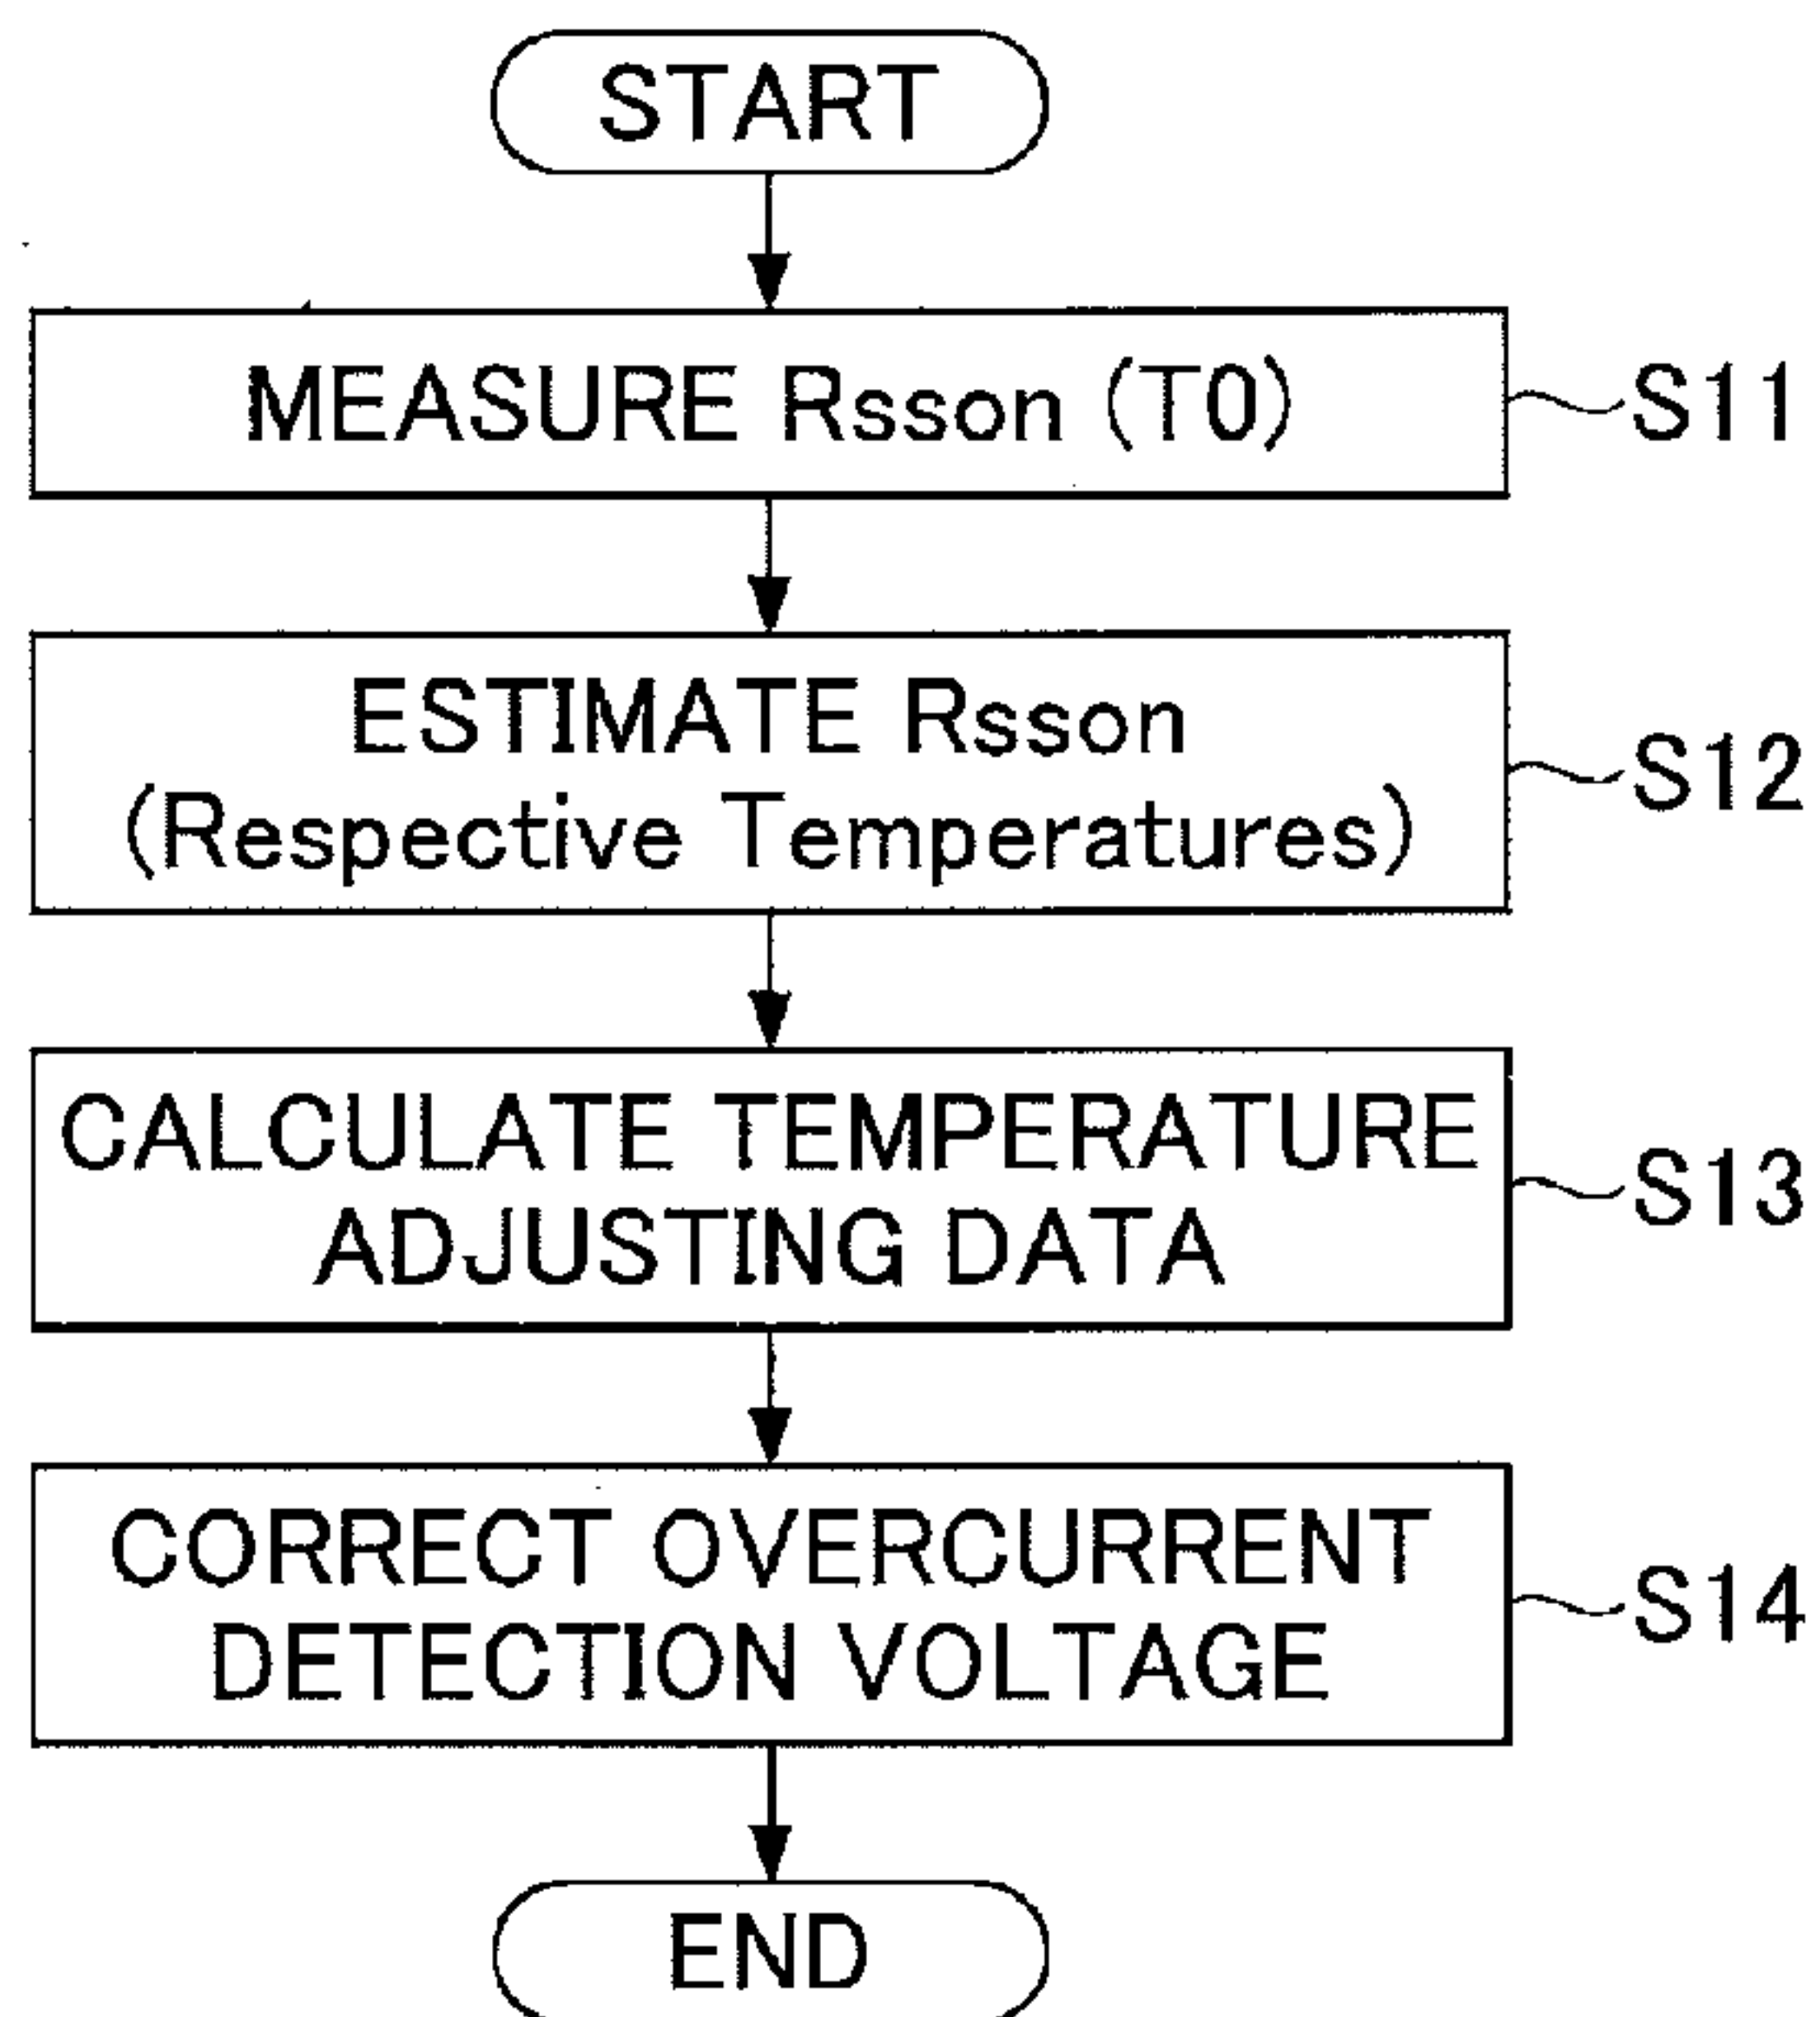 START
MEASURE Rsson (T0)
S11
ESTIMATE Rsson
(Respective Temperatures)
S12
CALCULATE TEMPERATURE
ADJUSTING DATA
S13
CORRECT OVERCURRENT
DETECTION VOLTAGE
S14
END